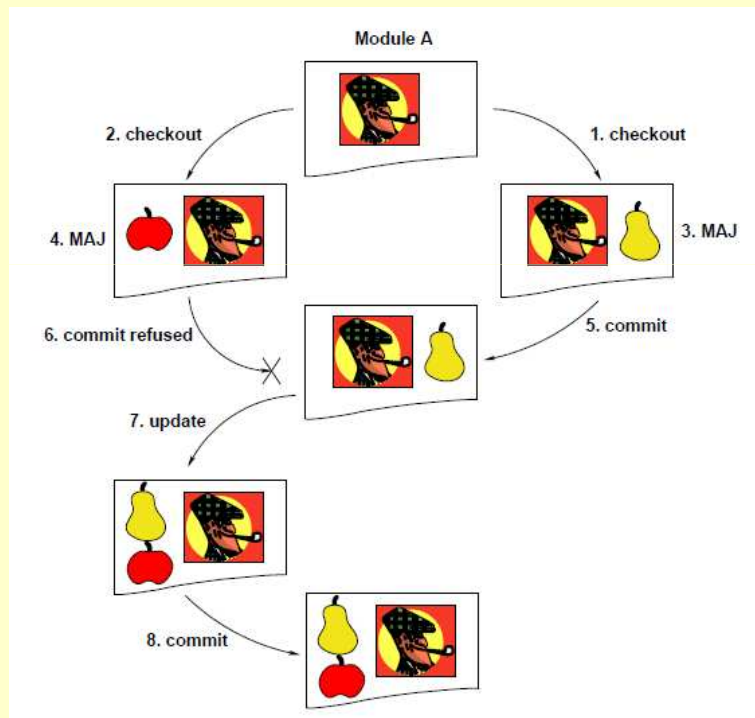 Module A
2. checkout
1. checkout
4. MAJ
3. MAJ
6. commit refused
5. commit
7. update
8. commit